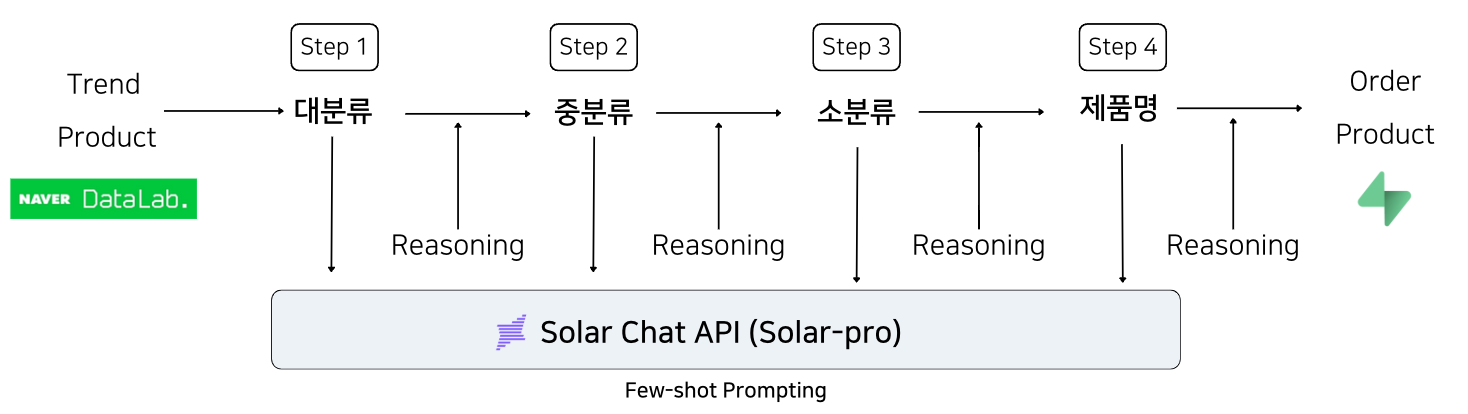 Step 1
Step 2
Step 3
Step 4
Trend
Product
대분류
중분류
소분류
제품명
Order
Product
NAVER DataLab.
Reasoning
Reasoning
Reasoning
Reasoning
Solar Chat API (Solar-pro)
Few-shot Prompting